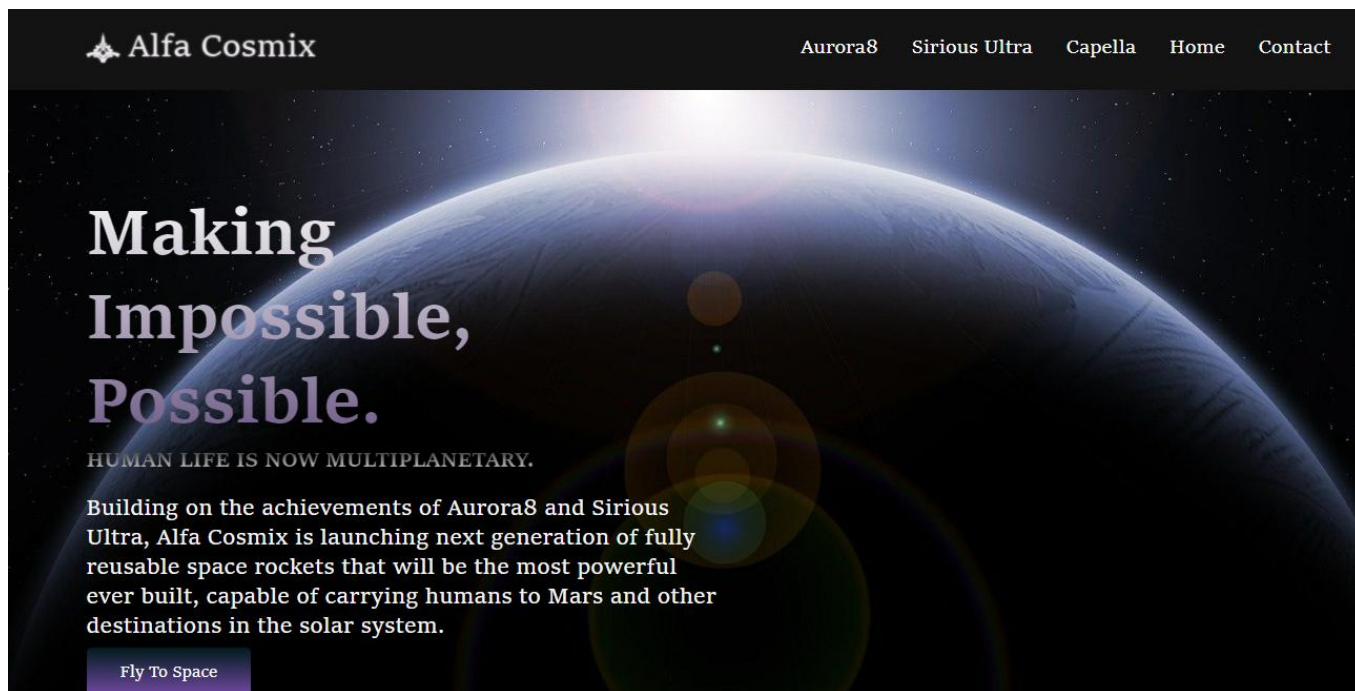 Alfa Cosmix
Aurora8 Sirious Ultra Capella Home Contact
Making
Impossible,
Possible.
HUMAN LIFE IS NOW MULTIPLANETARY.
Building on the achievements of Aurora8 and Sirious
Ultra, Alfa Cosmix is launching next generation of fully
reusable space rockets that will be the most powerful
ever built, capable of carrying humans to Mars and other
destinations in the solar system.
Fly To Space